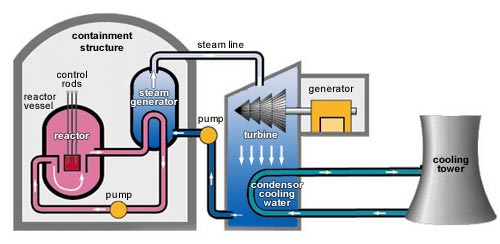 containment
structure
steam line
control
rods
reactor
vessel
steam
generator
reactor
pump
pump
generator
turbine
condensor
cooling
water
cooling
tower